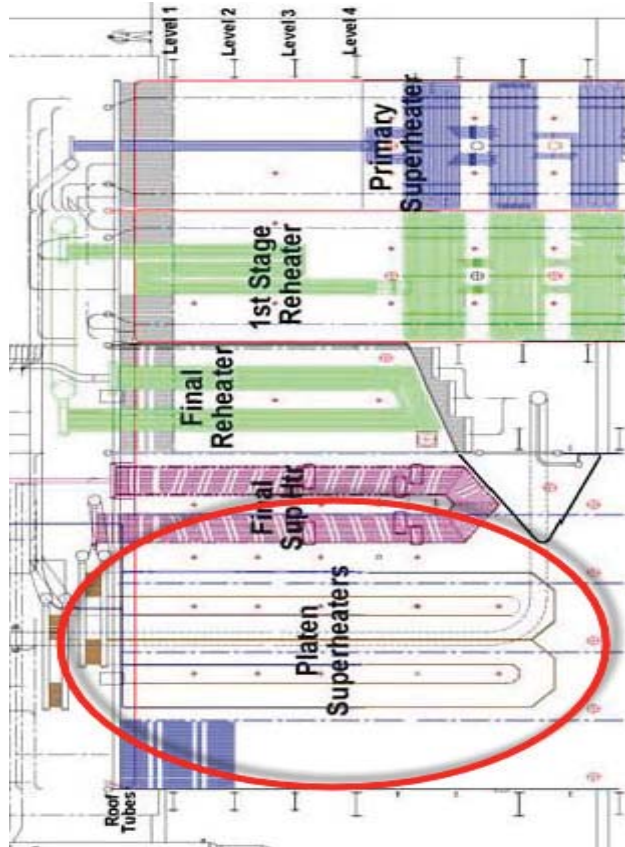 Level 1
Level 2
Level 3
Level 4
Primary
Superheater
1st Stage
Reheater
Final
Reheater
Final
Sup Htr
Platen
Superheaters
Roof
Tubes